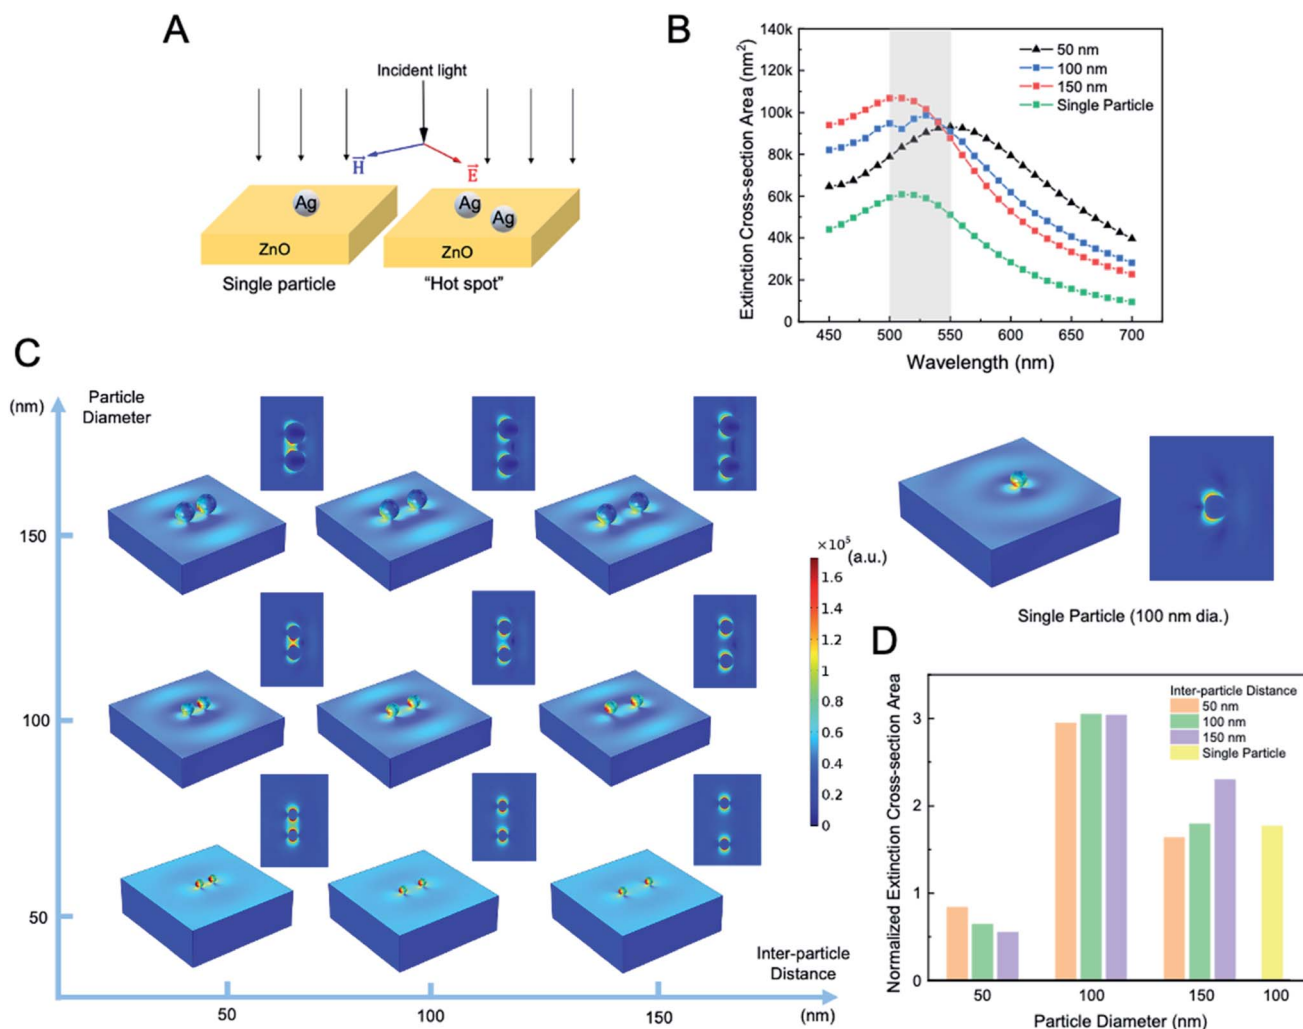 A
Incident light
H
E
Ag
ZnO
Single particle
Ag
Ag
ZnO
“Hot spot”
B
Extinction Cross-section Area (nm²)
140k
120k
100k
80k
60k
40k
20k
0
50 nm
100 nm
150 nm
Single Particle
450 500 550 600 650 700
Wavelength (nm)
C
(nm)
Particle
Diameter
150
100
50
50 100 150 (nm)
Inter-particle
Distance
×10⁵
(a.u.)
1.6
1.4
1.2
1
0.8
0.6
0.4
0.2
0
Single Particle (100 nm dia.)
D
Normalized Extinction Cross-section Area
3
2
1
0
Inter-particle Distance
50 nm
100 nm
150 nm
Single Particle
50 100 150 100
Particle Diameter (nm)